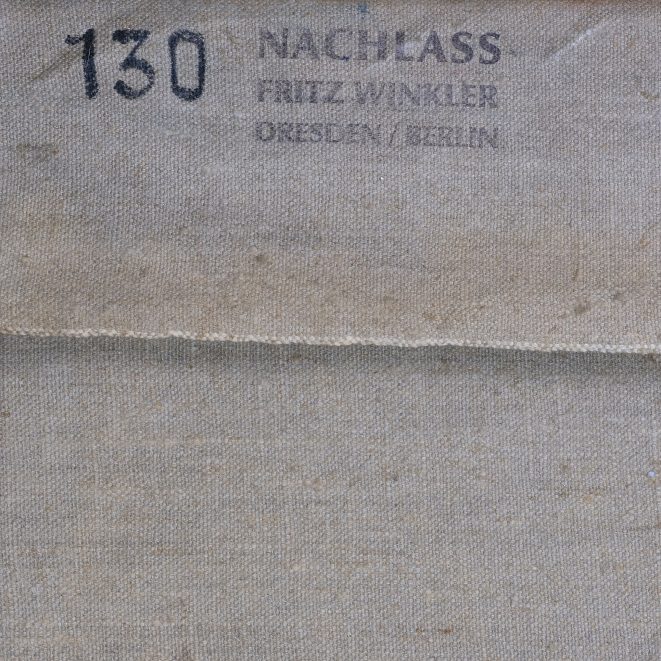 130 NACHLASS
FRITZ WINKLER
DRESDEN / BERLIN